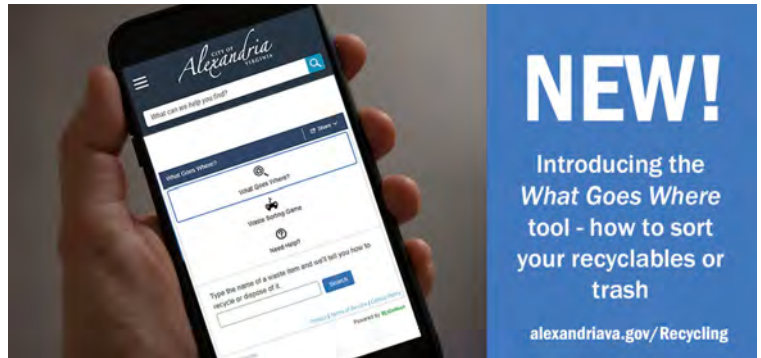 CITY OF
Alexandria
VIRGINIA
What can we help you find?
Share
What Goes Where?
What Goes Where?
Waste Sorting Game
Need Help?
Type the name of a waste item and we'll tell you how to
recycle or dispose of it.
Search
Powered by
NEW!
Introducing the
What Goes Where
tool - how to sort
your recyclables or
trash
alexandriava.gov/Recycling